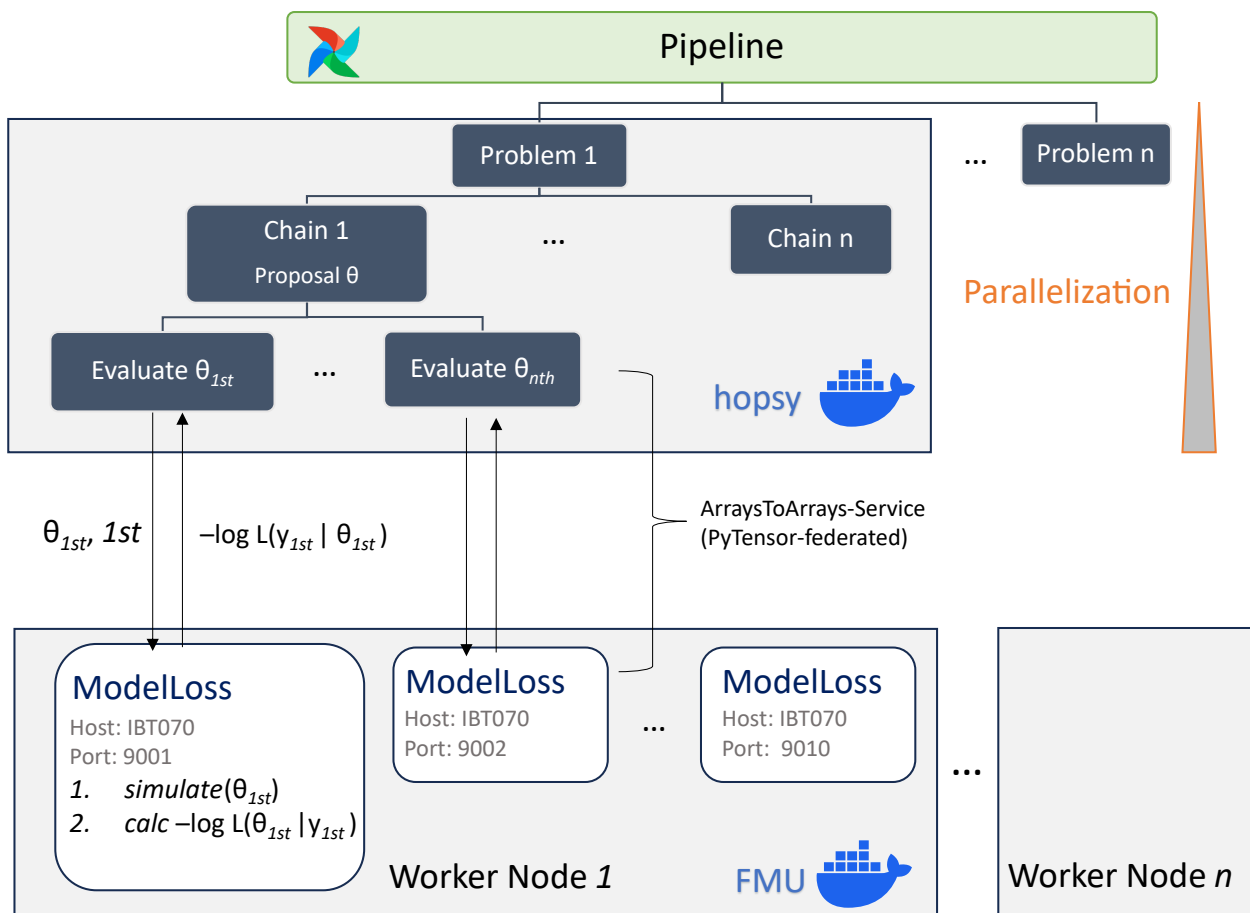 Pipeline
Problem 1
...
Problem n
Chain 1
Proposal θ
...
Chain n
Parallelization
Evaluate θ1st
...
Evaluate θnth
hopsy
θ1st, 1st
–log L(y1st | θ1st)
ArraysToArrays-Service
(PyTensor-federated)
ModelLoss
Host: IBT070
Port: 9001
1. simulate(θ1st)
2. calc –log L(θ1st |y1st)
ModelLoss
Host: IBT070
Port: 9002
...
ModelLoss
Host: IBT070
Port: 9010
...
Worker Node 1
FMU
Worker Node n